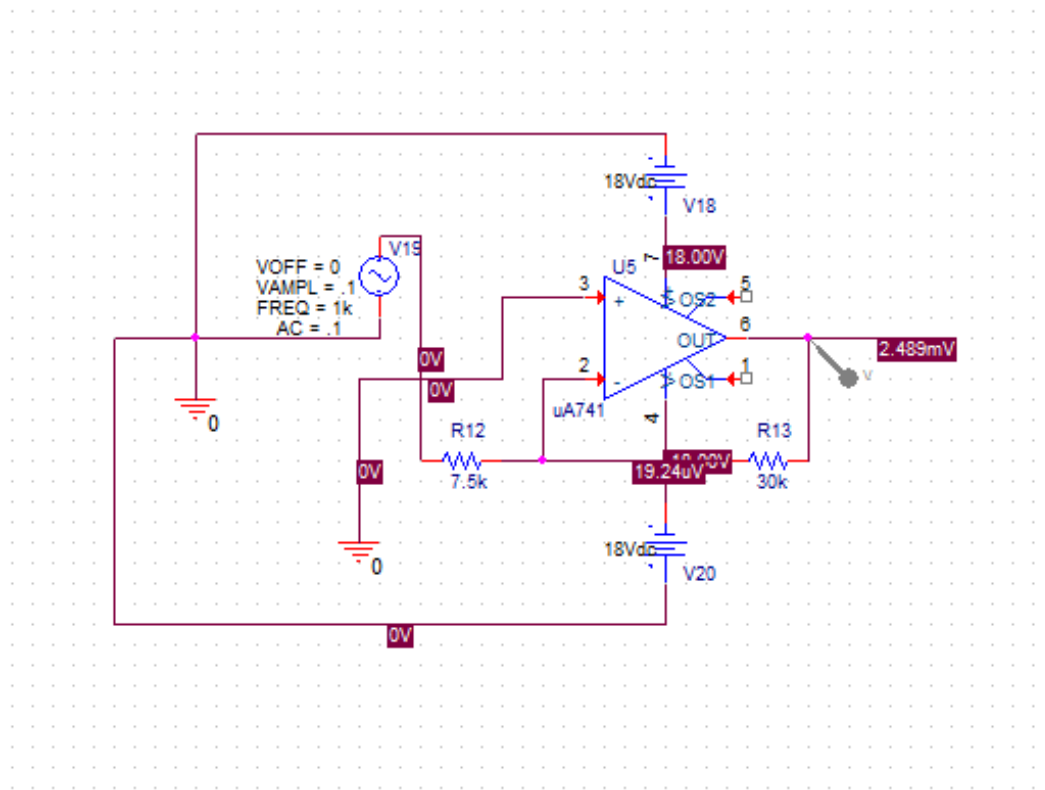 18Vdc
V18
V19
VOFF = 0
VAMPL = .1
FREQ = 1k
AC = .1
U5
7
18.00V
3
+
OS2
5
6
OUT
2.489mV
V
0V
0V
2
-
OS1
1
uA741
4
0
R12
7.5k
0V
19.24uV
R13
30k
18Vdc
V20
0
0V